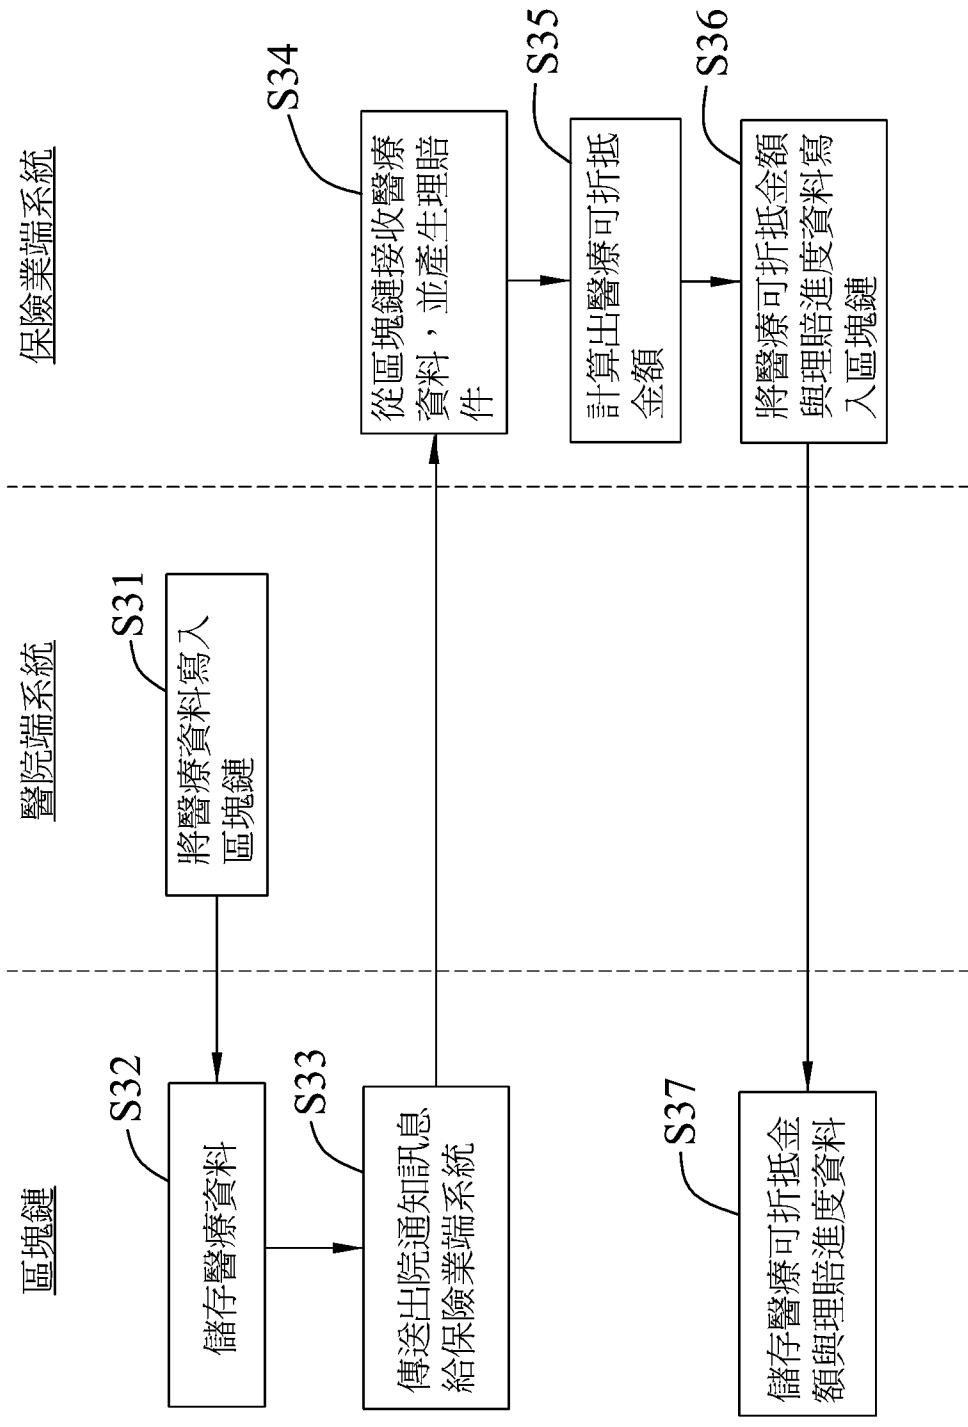 區塊鏈
醫院端系統
保險業端系統
S31
將醫療資料寫入
區塊鏈
S32
儲存醫療資料
S33
傳送出院通知訊息
給保險業端系統
S34
從區塊鏈接收醫療
資料，並產生理賠
件
S35
計算出醫療可折抵
金額
S36
將醫療可折抵金額
與理賠進度資料寫
入區塊鏈
S37
儲存醫療可折抵金
額與理賠進度資料